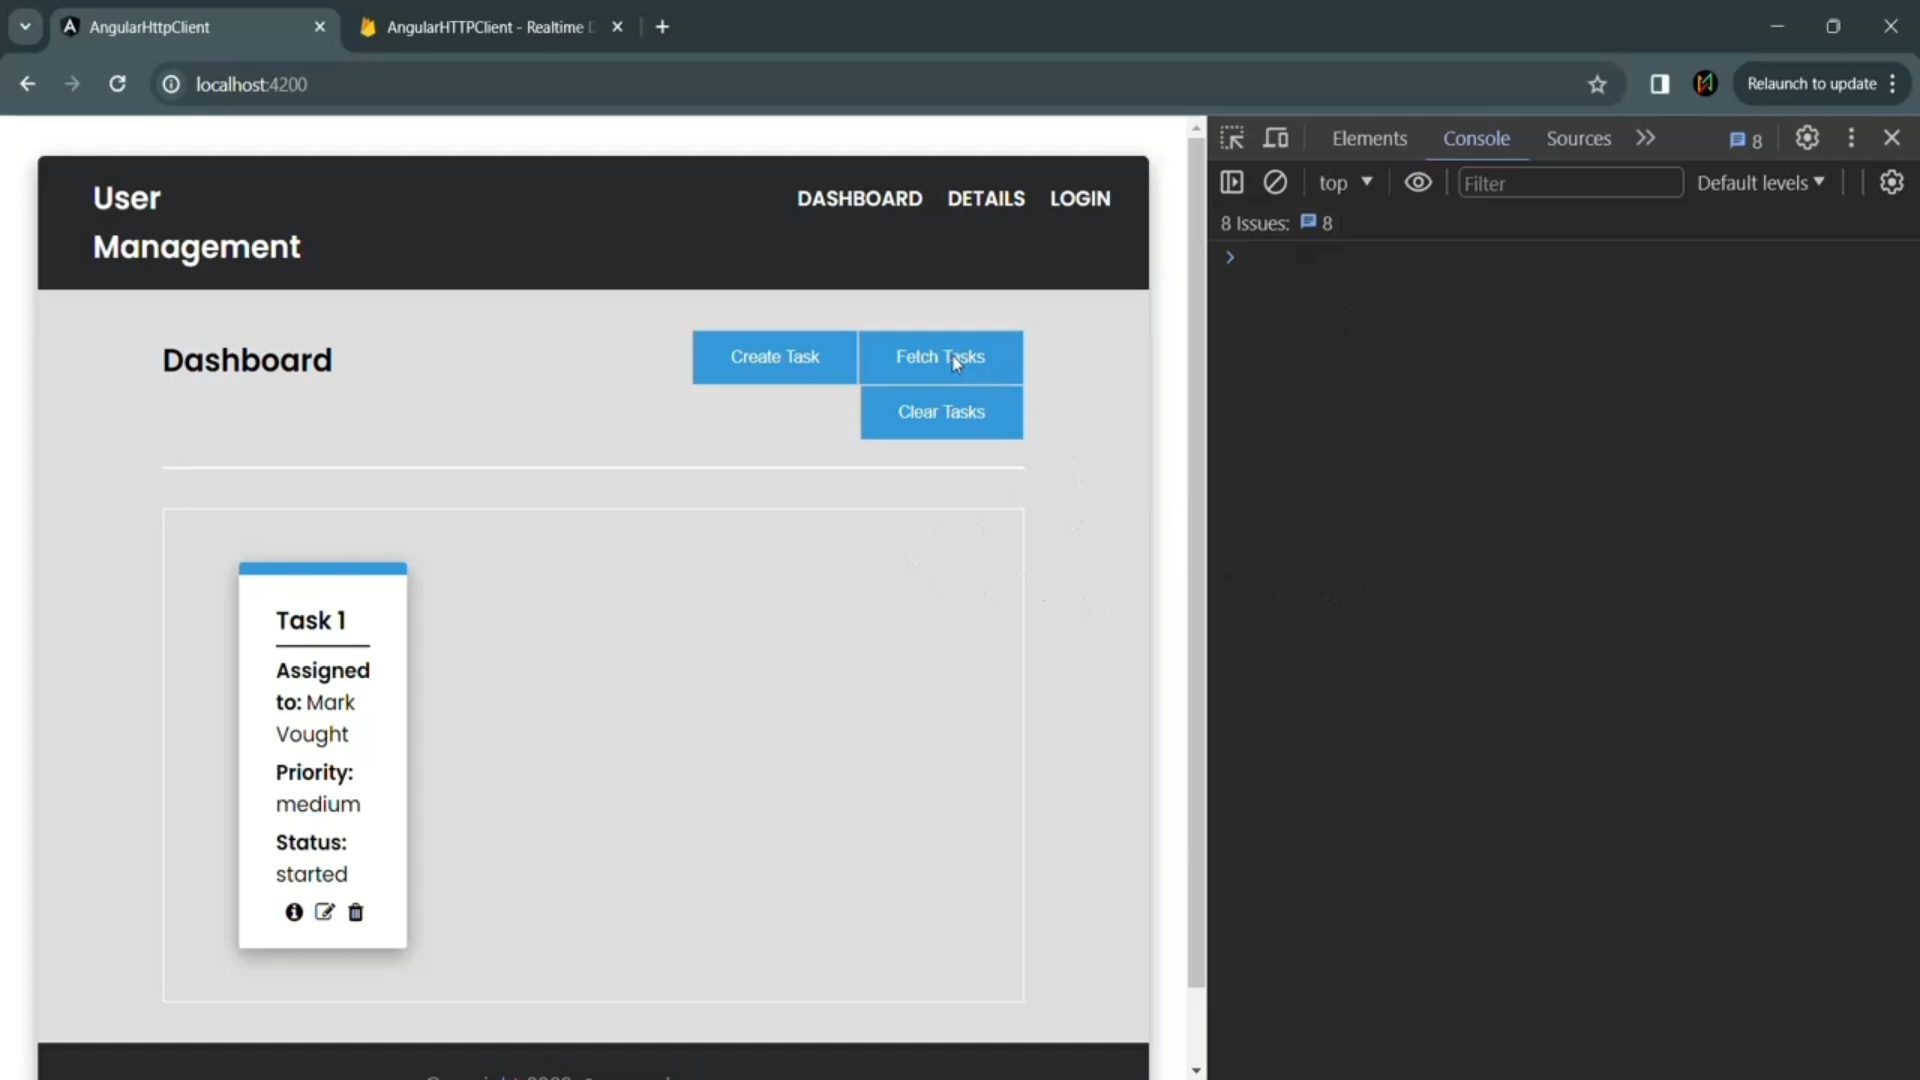 AngularHttpClient
AngularHTTPClient - Realtime
localhost:4200
Relaunch to update
User
Management
DASHBOARD DETAILS LOGIN
Dashboard
Create Task
Fetch Tasks
Clear Tasks
Task 1
Assigned
to: Mark
Vought
Priority:
medium
Status:
started
Elements Console Sources 8
top Filter Default levels
8 Issues: 8